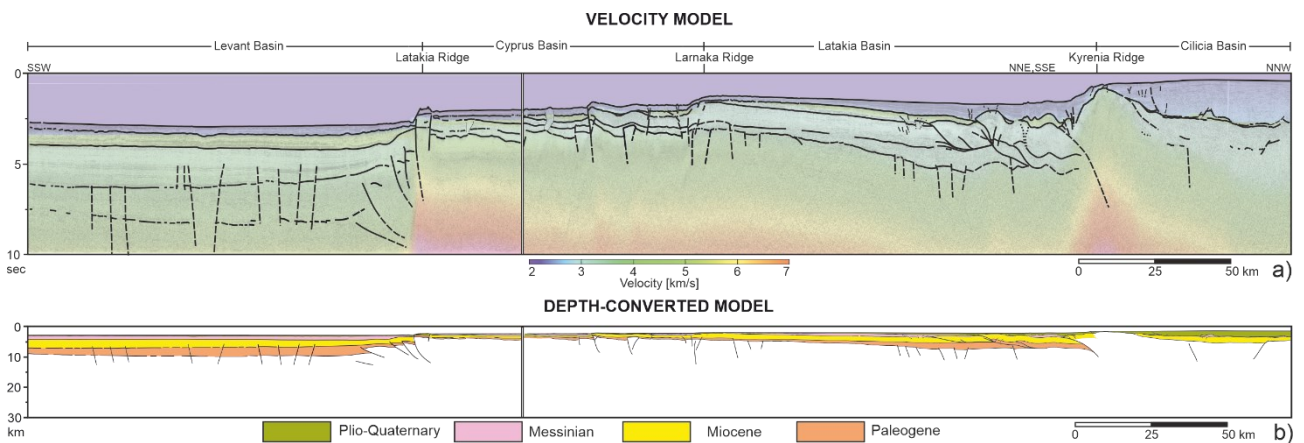 VELOCITY MODEL
Levant Basin Cyprus Basin Latakia Basin Cilicia Basin
Latakia Ridge Larnaka Ridge Kyrenia Ridge
SSW NNE,SSE NNW
0
5
10
sec
2 3 4 5 6 7
Velocity [km/s]
0 25 50 km
a)
DEPTH-CONVERTED MODEL
0
10
20
30
km
Plio-Quaternary Messinian Miocene Paleogene
0 25 50 km
b)